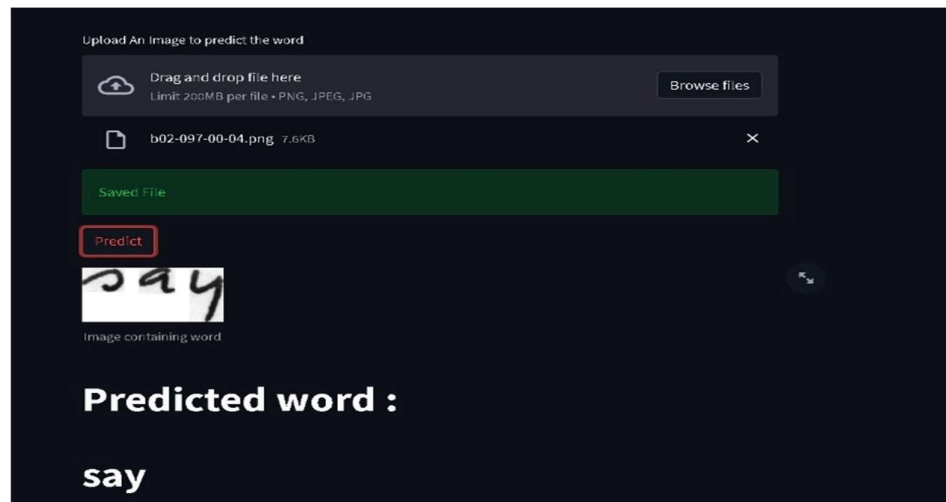 Upload An Image to predict the word
Drag and drop file here
Limit 200MB per file • PNG, JPEG, JPG
Browse files
b02-097-00-04.png 7.6KB
Saved File
Predict
say
Image containing word
Predicted word :
say